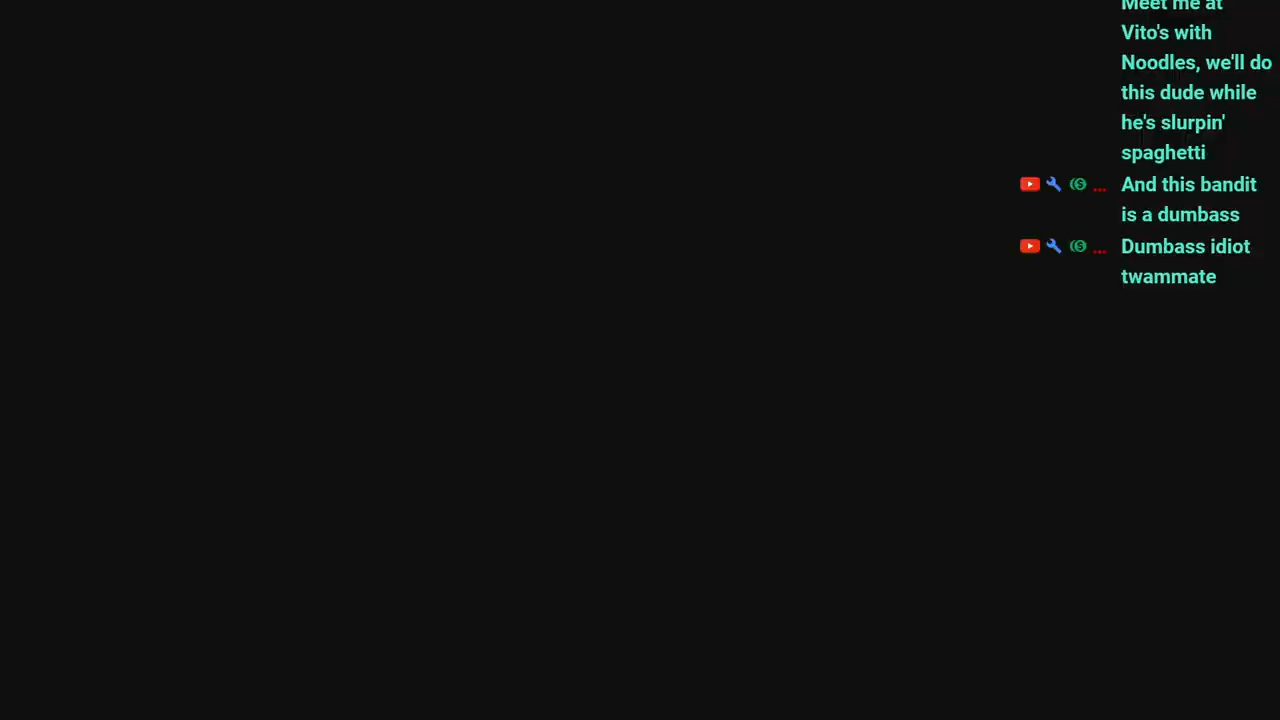 Meet me at
Vito's with
Noodles, we'll do
this dude while
he's slurpin'
spaghetti
... And this bandit
is a dumbass
... Dumbass idiot
twammate